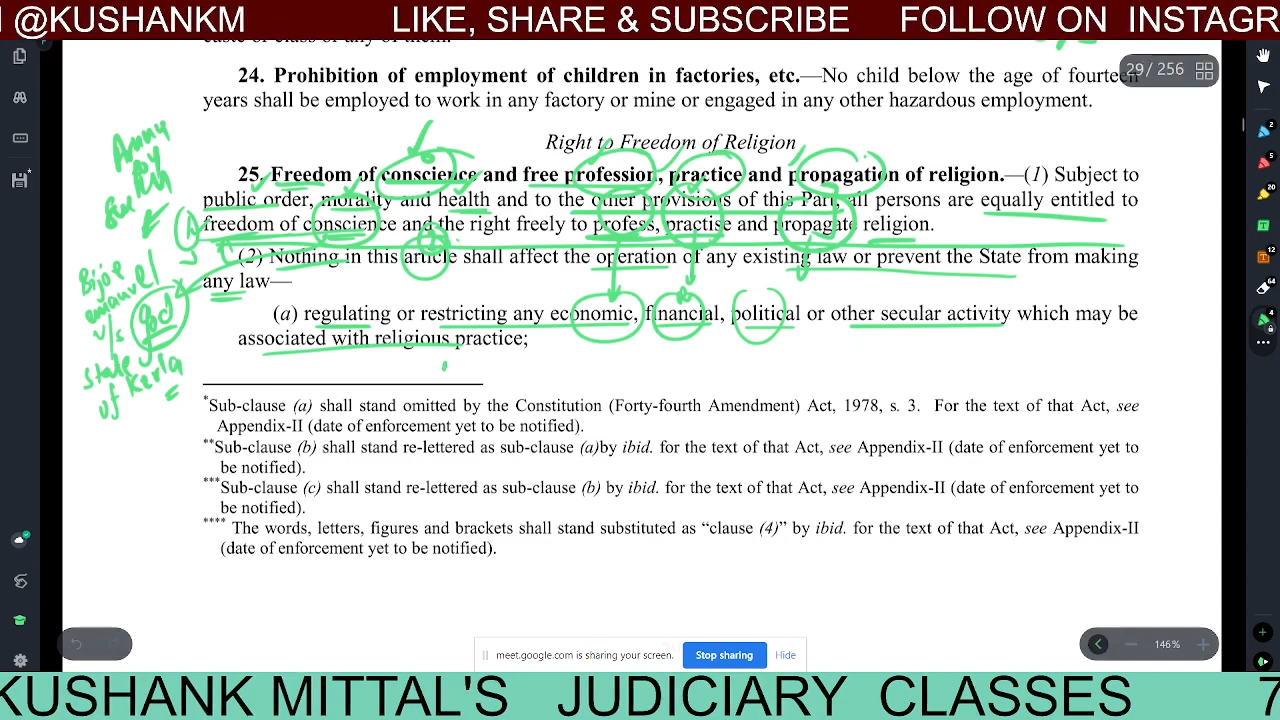 @KUSHANKM LIKE, SHARE & SUBSCRIBE FOLLOW ON INSTAGR
29/256
24. Prohibition of employment of children in factories, etc.—No child below the age of fourteen
years shall be employed to work in any factory or mine or engaged in any other hazardous employment.
Right to Freedom of Religion
25. Freedom of conscience and free profession, practice and propagation of religion.—(1) Subject to
public order, morality and health and to the other provisions of this Part, all persons are equally entitled to
freedom of conscience and the right freely to profess, practise and propagate religion.
(2) Nothing in this article shall affect the operation of any existing law or prevent the State from making
any law—
(a) regulating or restricting any economic, financial, political or other secular activity which may be
associated with religious practice;
Bijoe
emanuel
v/s
state
of Kerla
god
*Sub-clause (a) shall stand omitted by the Constitution (Forty-fourth Amendment) Act, 1978, s. 3. For the text of that Act, see
Appendix-II (date of enforcement yet to be notified).
**Sub-clause (b) shall stand re-lettered as sub-clause (a)by ibid. for the text of that Act, see Appendix-II (date of enforcement yet to
be notified).
***Sub-clause (c) shall stand re-lettered as sub-clause (b) by ibid. for the text of that Act, see Appendix-II (date of enforcement yet to be
notified).
**** The words, letters, figures and brackets shall stand substituted as “clause (4)” by ibid. for the text of that Act, see Appendix-II
(date of enforcement yet to be notified).
meet.google.com is sharing your screen. Stop sharing Hide
146%
KUSHANK MITTAL'S JUDICIARY CLASSES 7